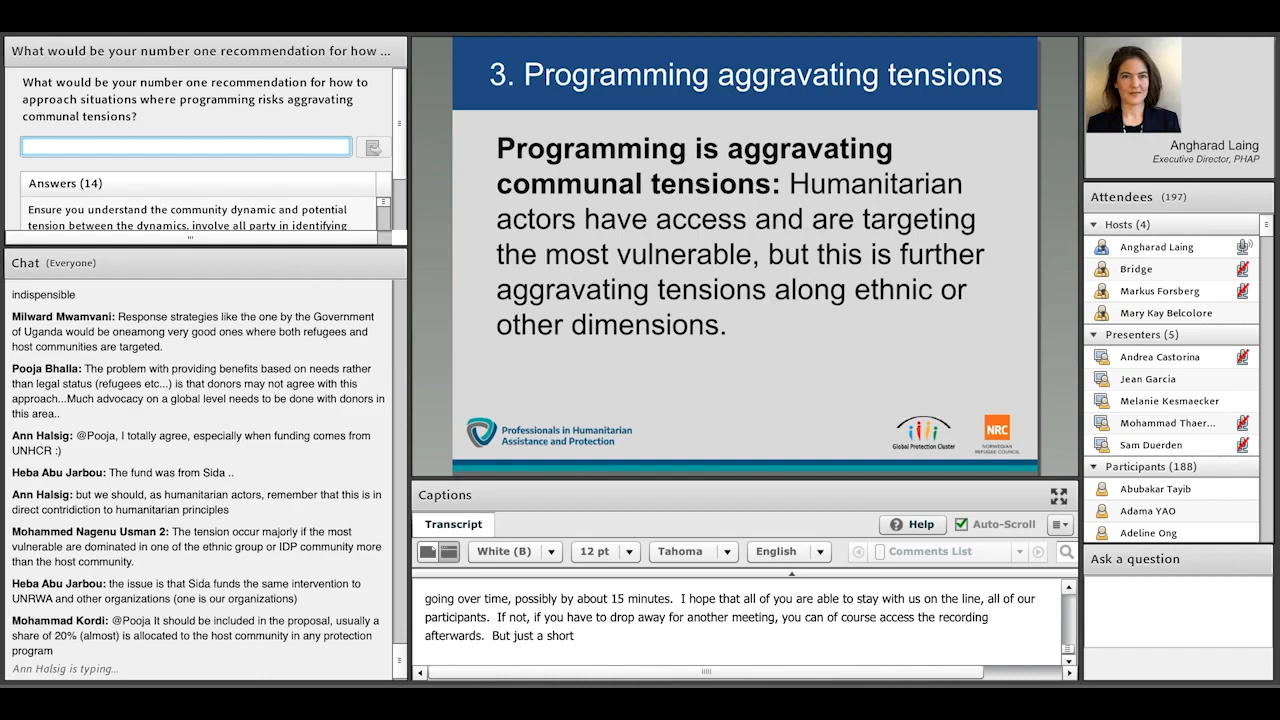 What would be your number one recommendation for how ...
What would be your number one recommendation for how to
approach situations where programming risks aggravating
communal tensions?
Answers (14)
Ensure you understand the community dynamic and potential
tension between the dynamics. involve all party in identifying
Chat (Everyone)
indispensible
Milward Mwamvani: Response strategies like the one by the Government
of Uganda would be oneamong very good ones where both refugees and
host communities are targeted.
Pooja Bhalla: The problem with providing benefits based on needs rather
than legal status (refugees etc...) is that donors may not agree with this
approach...Much advocacy on a global level needs to be done with donors in
this area..
Ann Halsig: @Pooja, I totally agree, especially when funding comes from
UNHCR :)
Heba Abu Jarbou: The fund was from Sida ..
Ann Halsig: but we should, as humanitarian actors, remember that this is in
direct contridiction to humanitarian principles
Mohammed Nagenu Usman 2: The tension occur majorly if the most
vulnerable are dominated in one of the ethnic group or IDP community more
than the host community.
Heba Abu Jarbou: the issue is that Sida funds the same intervention to
UNRWA and other organizations (one is our organizations)
Mohammad Kordi: @Pooja It should be included in the proposal, usually a
share of 20% (almost) is allocated to the host community in any protection
program
Ann Halsig is typing...
3. Programming aggravating tensions
Programming is aggravating
communal tensions: Humanitarian
actors have access and are targeting
the most vulnerable, but this is further
aggravating tensions along ethnic or
other dimensions.
Professionals in Humanitarian
Assistance and Protection
Global Protection Cluster
NRC
NORWEGIAN
REFUGEE COUNCIL
Captions
Transcript
Help
Auto-Scroll
White (B)
12 pt
Tahoma
English
Comments List
going over time, possibly by about 15 minutes. I hope that all of you are able to stay with us on the line, all of our
participants. If not, if you have to drop away for another meeting, you can of course access the recording
afterwards. But just a short
Angharad Laing
Executive Director, PHAP
Attendees (197)
Hosts (4)
Angharad Laing
Bridge
Markus Forsberg
Mary Kay Belcolore
Presenters (5)
Andrea Castorina
Jean Garcia
Melanie Kesmaecker
Mohammad Thaer...
Sam Duerden
Participants (188)
Abubakar Tayib
Adama YAO
Adeline Ong
Ask a question